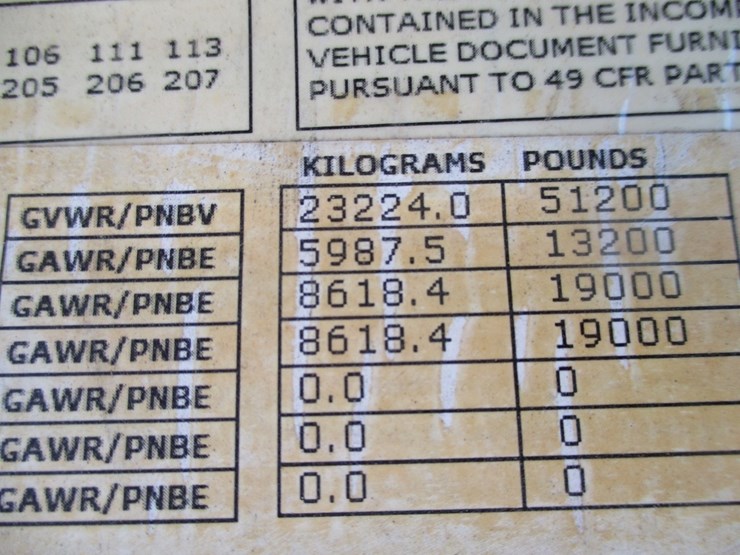 106 111 113
205 206 207
CONTAINED IN THE
VEHICLE DOCUMENT
PURSUANT TO 49 CFR PART
KILOGRAMS POUNDS
GVWR/PNBV 23224.0 51200
GAWR/PNBE 5987.5 13200
GAWR/PNBE 8618.4 19000
GAWR/PNBE 8618.4 19000
GAWR/PNBE 0.0 0
GAWR/PNBE 0.0 0
GAWR/PNBE 0.0 0